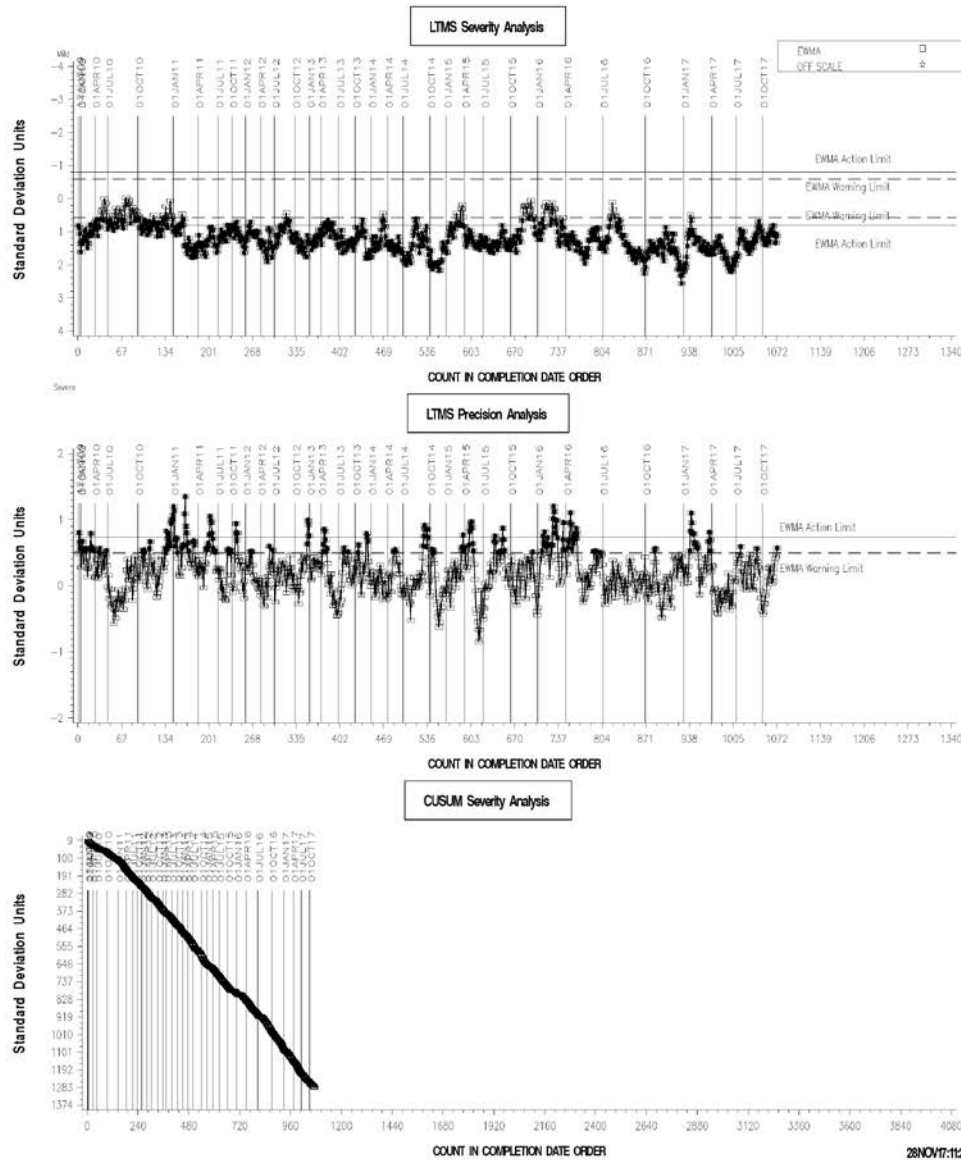 LTMS Severity Analysis
Mild
EWMA
OFF SCALE
01APR10
01JUL10
01OCT10
01JAN11
01APR11
01JUL11
01OCT11
01JAN12
01APR12
01JUL12
01OCT12
01JAN13
01APR13
01JUL13
01OCT13
01JAN14
01APR14
01JUL14
01OCT14
01JAN15
01APR15
01JUL15
01OCT15
01JAN16
01APR16
01JUL16
01OCT16
01JAN17
01APR17
01JUL17
01OCT17
Standard Deviation Units
-4
-3
-2
-1
0
1
2
3
4
EWMA Action Limit
EWMA Warning Limit
EWMA Warning Limit
EWMA Action Limit
0 67 134 201 268 335 402 469 536 603 670 737 804 871 938 1005 1072 1139 1206 1273 1340
COUNT IN COMPLETION DATE ORDER
Severe
LTMS Precision Analysis
01APR10
01JUL10
01OCT10
01JAN11
01APR11
01JUL11
01OCT11
01JAN12
01APR12
01JUL12
01OCT12
01JAN13
01APR13
01JUL13
01OCT13
01JAN14
01APR14
01JUL14
01OCT14
01JAN15
01APR15
01JUL15
01OCT15
01JAN16
01APR16
01JUL16
01OCT16
01JAN17
01APR17
01JUL17
01OCT17
Standard Deviation Units
2
1
0
-1
-2
EWMA Action Limit
EWMA Warning Limit
0 67 134 201 268 335 402 469 536 603 670 737 804 871 938 1005 1072 1139 1206 1273 1340
COUNT IN COMPLETION DATE ORDER
CUSUM Severity Analysis
01OCT15
01JAN16
01APR16
01JUL16
01OCT16
01JAN17
01APR17
01JUL17
01OCT17
Standard Deviation Units
9
100
191
282
373
464
555
646
737
828
919
1010
1101
1192
1283
1374
0 240 480 720 960 1200 1440 1680 1920 2160 2400 2640 2880 3120 3360 3600 3840 4080
COUNT IN COMPLETION DATE ORDER
28NOV17:11:2